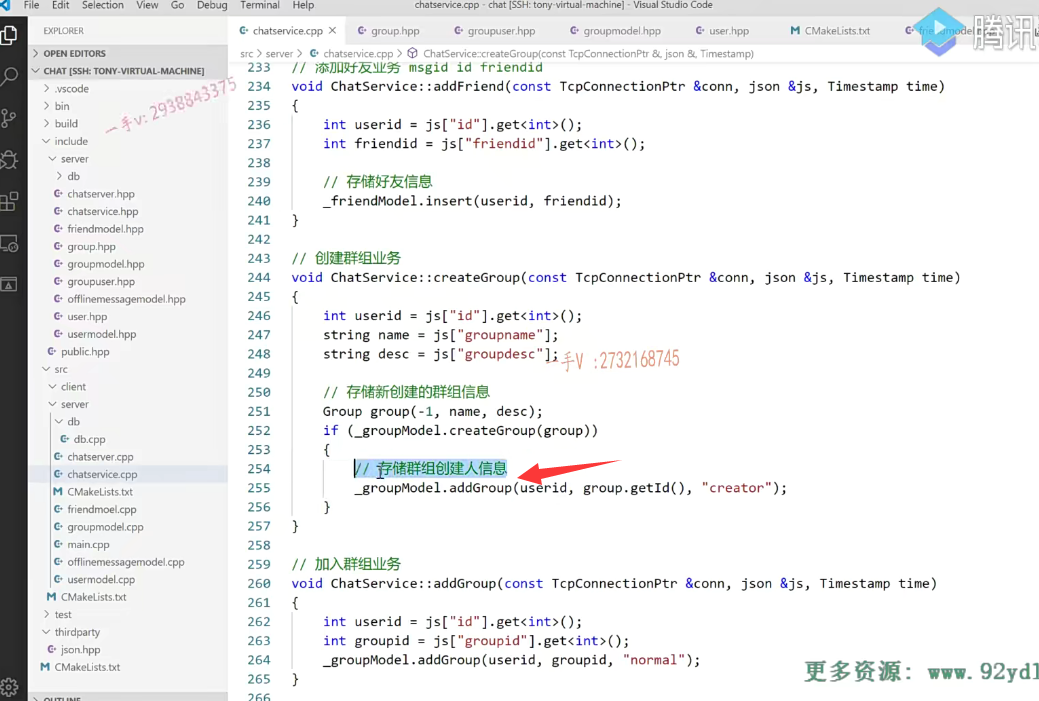 File Edit Selection View Go Debug Terminal Help chatservice.cpp - chat [SSH: tony-virtual-machine] - Visual Studio Code
EXPLORER
OPEN EDITORS
CHAT [SSH: TONY-VIRTUAL-MACHINE]
.vscode
bin
build
include
server
db
chatserver.hpp
chatservice.hpp
friendmodel.hpp
group.hpp
groupmodel.hpp
groupuser.hpp
offlinemessagemodel.hpp
user.hpp
usermodel.hpp
public.hpp
src
client
server
db
db.cpp
chatserver.cpp
chatservice.cpp
CMakeLists.txt
friendmoel.cpp
groupmodel.cpp
main.cpp
offlinemessagemodel.cpp
usermodel.cpp
CMakeLists.txt
test
thirdparty
json.hpp
CMakeLists.txt
OUTLINE
一手v:2938843375
chatservice.cpp group.hpp groupuser.hpp groupmodel.hpp user.hpp CMakeLists.txt
腾讯
src > server > chatservice.cpp > ChatService::createGroup(const TcpConnectionPtr &, json &, Timestamp)
233 // 添加好友业务 msgid id friendid
234 void ChatService::addFriend(const TcpConnectionPtr &conn, json &js, Timestamp time)
235 {
236 int userid = js["id"].get<int>();
237 int friendid = js["friendid"].get<int>();
238
239 // 存储好友信息
240 _friendModel.insert(userid, friendid);
241 }
242
243 // 创建群组业务
244 void ChatService::createGroup(const TcpConnectionPtr &conn, json &js, Timestamp time)
245 {
246 int userid = js["id"].get<int>();
247 string name = js["groupname"];
248 string desc = js["groupdesc"];
一手V :2732168745
249
250 // 存储新创建的群组信息
251 Group group(-1, name, desc);
252 if (_groupModel.createGroup(group))
253 {
254 // 存储群组创建人信息
255 _groupModel.addGroup(userid, group.getId(), "creator");
256 }
257 }
258
259 // 加入群组业务
260 void ChatService::addGroup(const TcpConnectionPtr &conn, json &js, Timestamp time)
261 {
262 int userid = js["id"].get<int>();
263 int groupid = js["groupid"].get<int>();
264 _groupModel.addGroup(userid, groupid, "normal");
265 }
266
更多资源: www.92yd